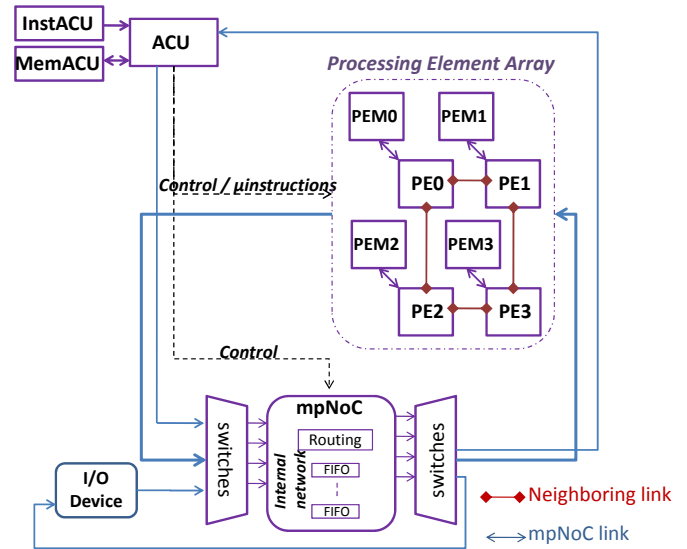 InstACU
ACU
MemACU
Processing Element Array
PEM0
PEM1
PE0
PE1
Control / μinstructions
PEM2
PEM3
PE2
PE3
Control
mpNoC
switches
Internal
network
Routing
FIFO
FIFO
switches
I/O
Device
Neighboring link
mpNoC link